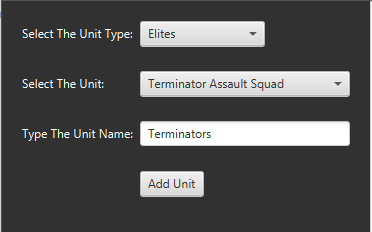 Select The Unit Type: Elites
Select The Unit: Terminator Assault Squad
Type The Unit Name: Terminators
Add Unit